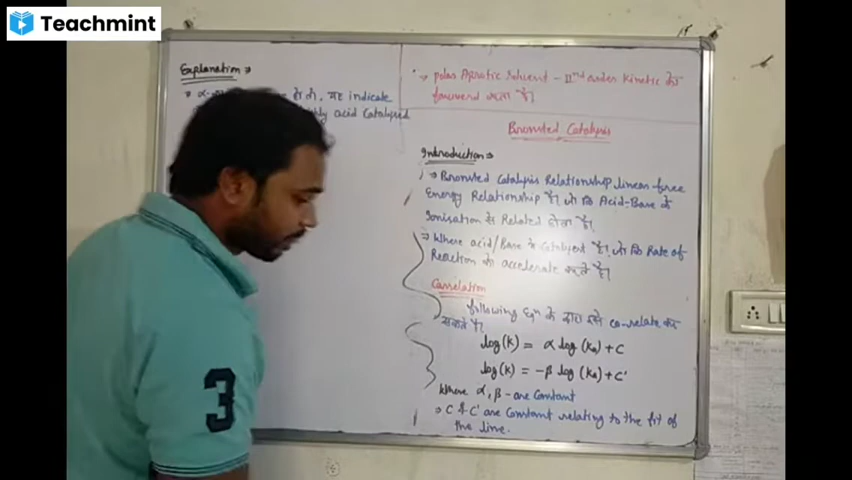 Teachmint
Explanation :→
→ α हो तो, यह indicate
acid Catalysed
→ polar Aprotic Solvent - IInd order Kinetic को
favoured करता है।
Bronsted Catalysis
Introduction :→
→ Bronsted Catalysis Relationship, linear free
Energy Relationship है। जो कि Acid-Base के
ionisation से Related होता है।
→ Where acid/Base is Catalyst है। जो कि Rate of
Reaction को accelerate करते है।
Correlation
following Eqn के द्वारा इसे correlate कर
सकते है।
log(k) = α log (ka) + C
log(k) = -β log (ka) + C'
Where α, β - are Constant
→ C & C' are Constant relating to the fit of
the line.
3